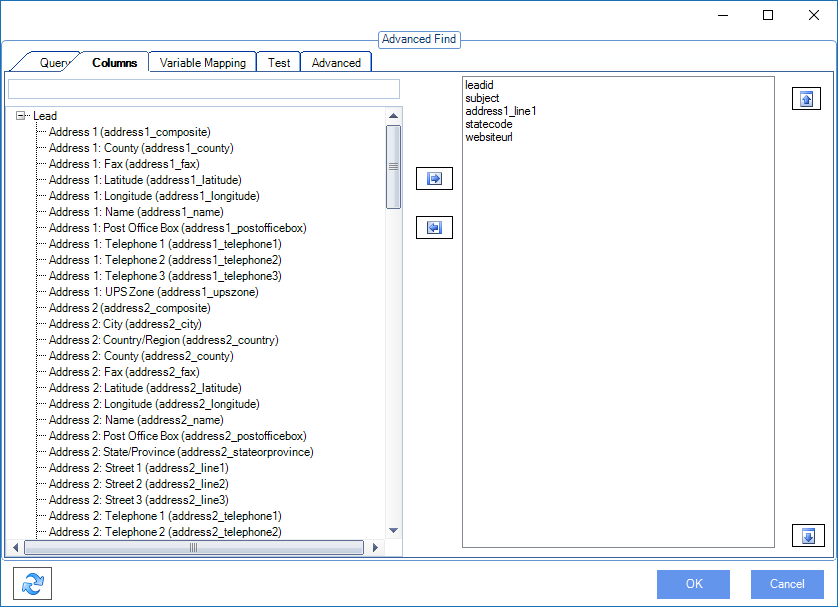 Advanced Find
Query
Columns
Variable Mapping
Test
Advanced
Lead
Address 1 (address1_composite)
Address 1: County (address1_county)
Address 1: Fax (address1_fax)
Address 1: Latitude (address1_latitude)
Address 1: Longitude (address1_longitude)
Address 1: Name (address1_name)
Address 1: Post Office Box (address1_postofficebox)
Address 1: Telephone 1 (address1_telephone1)
Address 1: Telephone 2 (address1_telephone2)
Address 1: Telephone 3 (address1_telephone3)
Address 1: UPS Zone (address1_upszone)
Address 2 (address2_composite)
Address 2: City (address2_city)
Address 2: Country/Region (address2_country)
Address 2: County (address2_county)
Address 2: Fax (address2_fax)
Address 2: Latitude (address2_latitude)
Address 2: Longitude (address2_longitude)
Address 2: Name (address2_name)
Address 2: Post Office Box (address2_postofficebox)
Address 2: State/Province (address2_stateorprovince)
Address 2: Street 1 (address2_line1)
Address 2: Street 2 (address2_line2)
Address 2: Street 3 (address2_line3)
Address 2: Telephone 1 (address2_telephone1)
Address 2: Telephone 2 (address2_telephone2)
leadid
subject
address1_line1
statecode
websiteurl
OK
Cancel